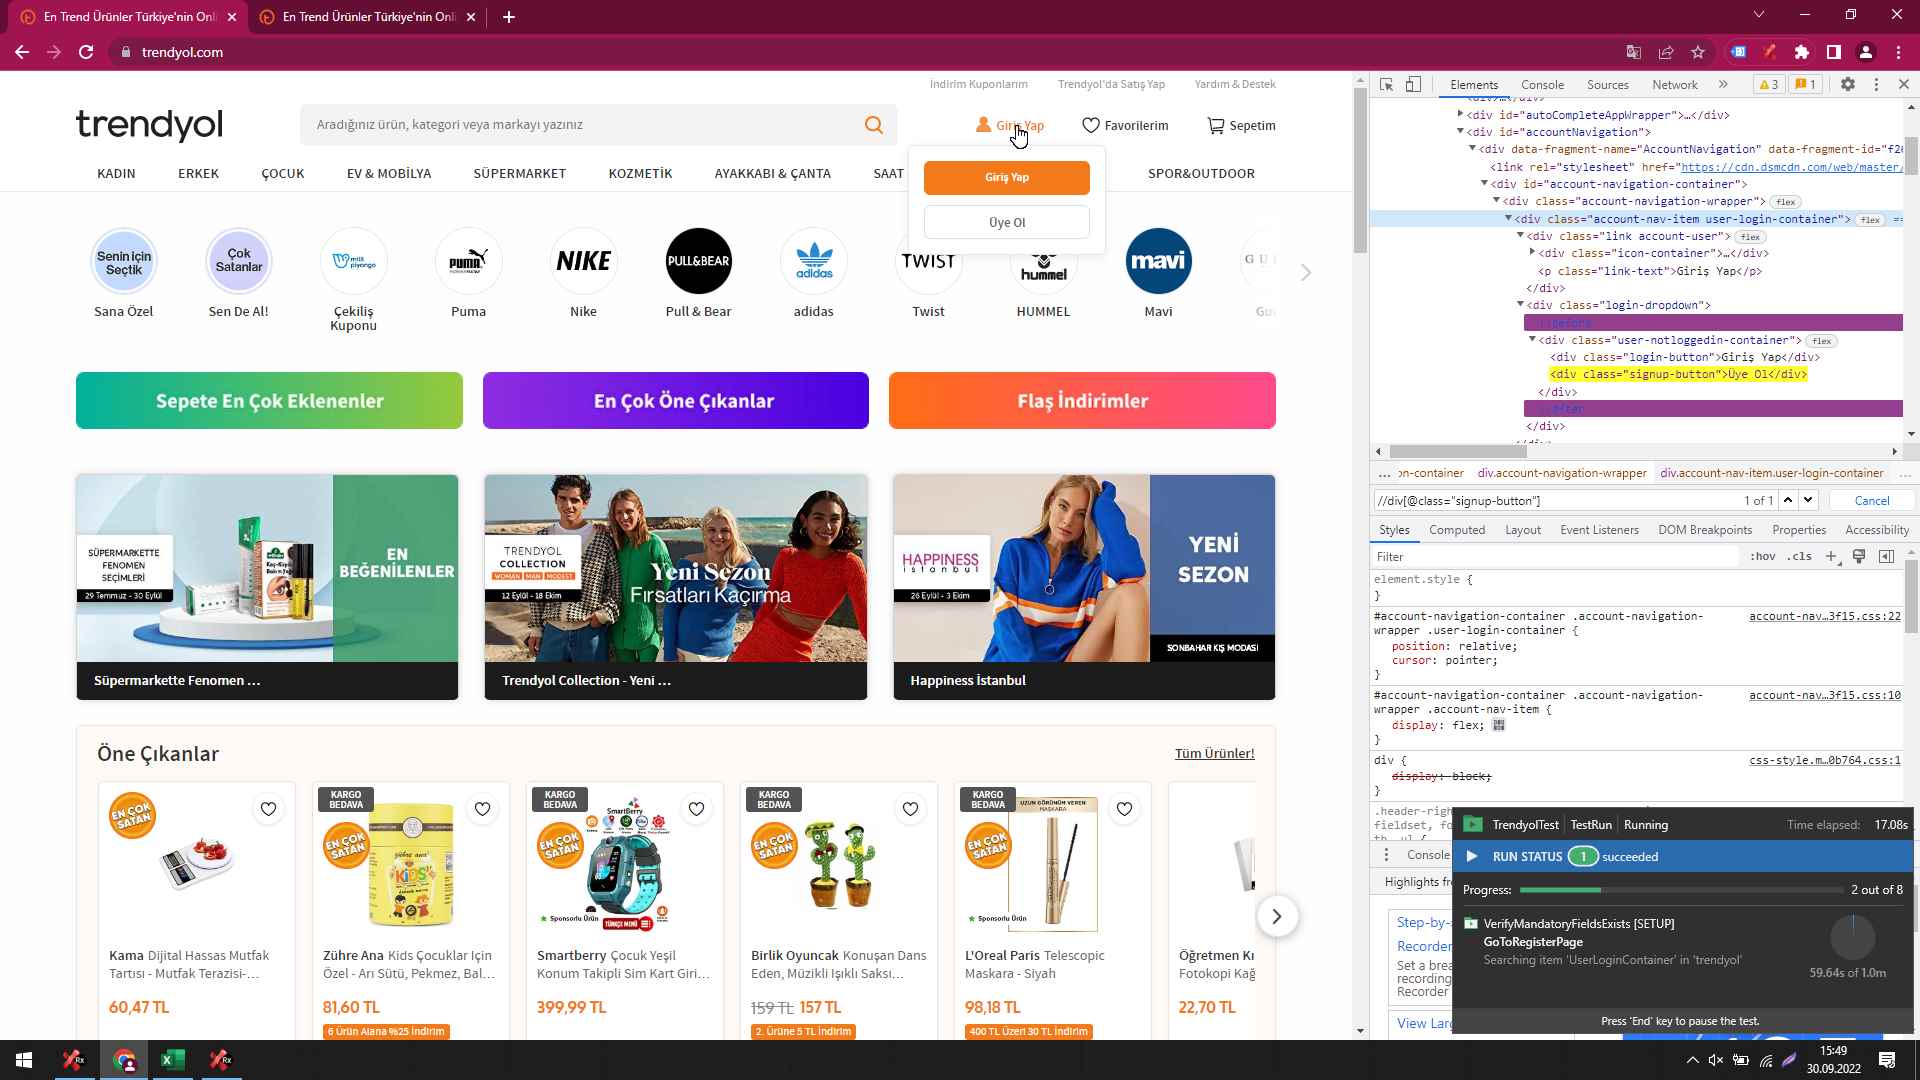 En Trend Ürünler Türkiye'nin Onli
En Trend Ürünler Türkiye'nin Onli
trendyol.com
İndirim Kuponlarım
Trendyol'da Satış Yap
Yardım & Destek
trendyol
Aradığınız ürün, kategori veya markayı yazınız
Giriş Yap
Favorilerim
Sepetim
KADIN
ERKEK
ÇOCUK
EV & MOBİLYA
SÜPERMARKET
KOZMETİK
AYAKKABI & ÇANTA
SAAT
SPOR&OUTDOOR
Giriş Yap
Üye Ol
Senin için Seçtik
Çok Satanlar
milli piyango
PUMA
NIKE
PULL&BEAR
adidas
TWIST
hummel
mavi
G U
Sana Özel
Sen De Al!
Çekiliş Kuponu
Puma
Nike
Pull & Bear
adidas
Twist
HUMMEL
Mavi
Gu
Sepete En Çok Eklenenler
En Çok Öne Çıkanlar
Flaş İndirimler
SÜPERMARKETTE
FENOMEN
SEÇİMLERİ
29 Temmuz - 30 Eylül
EN
BEĞENİLENLER
Süpermarkette Fenomen ...
TRENDYOL
COLLECTION
WOMAN | MAN | MODEST
12 Eylül - 18 Ekim
Yeni Sezon
Fırsatları Kaçırma
Trendyol Collection - Yeni ...
HAPPINESS
istanbul
26 Eylül - 3 Ekim
YENİ
SEZON
SONBAHAR KIŞ MODASI
Happiness İstanbul
Öne Çıkanlar
Tüm Ürünler!
EN ÇOK SATAN
Kama Dijital Hassas Mutfak
Tartısı - Mutfak Terazisi-...
60,47 TL
KARGO
BEDAVA
EN ÇOK SATAN
zühre ana
KIDS
Zühre Ana Kids Çocuklar Için
Özel - Arı Sütü, Pekmez, Bal...
81,60 TL
6 Ürün Alana %25 İndirim
KARGO
BEDAVA
EN ÇOK SATAN
SmartBerry
Sponsorlu Ürün
TÜRKÇE MENÜ
Smartberry Çocuk Yeşil
Konum Takipli Sim Kart Giri...
399,99 TL
KARGO
BEDAVA
EN ÇOK SATAN
Birlik Oyuncak Konuşan Dans
Eden, Müzikli Işıklı Saksı...
159 TL 157 TL
2. Ürüne 5 TL İndirim
KARGO
BEDAVA
UZUN GÖRÜNÜM VEREN
MASKARA
EN ÇOK SATAN
Sponsorlu Ürün
L'Oreal Paris Telescopic
Maskara - Siyah
98,18 TL
400 TL Üzeri 30 TL İndirim
Öğretmen Kı
Fotokopi Kağ
22,70 TL
Elements
Console
Sources
Network
3
1
<div>…</div>
<div id="autoCompleteAppWrapper">…</div>
<div id="accountNavigation">
<div data-fragment-name="AccountNavigation" data-fragment-id="f2
<link rel="stylesheet" href="https://cdn.dsmcdn.com/web/master/
<div id="account-navigation-container">
<div class="account-navigation-wrapper"> flex
<div class="account-nav-item user-login-container"> flex ==
<div class="link account-user"> flex
<div class="icon-container">…</div>
<p class="link-text">Giriş Yap</p>
</div>
<div class="login-dropdown">
::before
<div class="user-notloggedin-container"> flex
<div class="login-button">Giriş Yap</div>
<div class="signup-button">Üye Ol</div>
</div>
::after
</div>
... on-container div.account-navigation-wrapper div.account-nav-item.user-login-container ...
//div[@class="signup-button"]
1 of 1
Cancel
Styles
Computed
Layout
Event Listeners
DOM Breakpoints
Properties
Accessibility
Filter
:hov .cls
element.style {
}
#account-navigation-container .account-navigation-
wrapper .user-login-container {
account-nav…3f15.css:22
position: relative;
cursor: pointer;
}
#account-navigation-container .account-navigation-
wrapper .account-nav-item {
account-nav…3f15.css:10
display: flex;
}
div {
css-style.m…0b764.css:1
display: block;
}
.header-righ
fieldset, fo
th, ul {
Console
Highlights fro
Step-by-
Recorder
Set a brea
recording
Recorder
View Larg
TrendyolTest
TestRun
Running
Time elapsed: 17.08s
RUN STATUS 1 succeeded
Progress:
2 out of 8
VerifyMandatoryFieldsExists [SETUP]
GoToRegisterPage
Searching item 'UserLoginContainer' in 'trendyol'
59.64s of 1.0m
Press 'End' key to pause the test.
15:49
30.09.2022